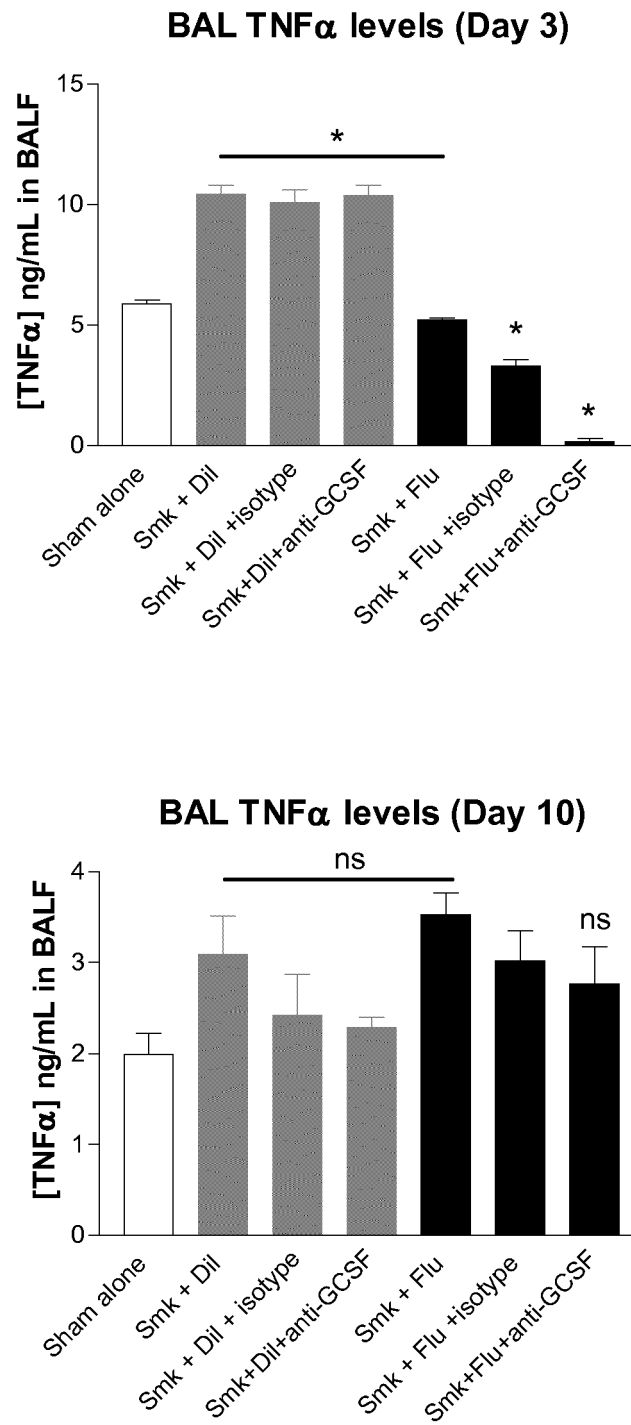 BAL TNFα levels (Day 3)
[TNFα] ng/mL in BALF
15
10
5
0
*
*
*
Sham alone
Smk + Dil
Smk + Dil +isotype
Smk+Dil+anti-GCSF
Smk + Flu
Smk + Flu +isotype
Smk+Flu+anti-GCSF
BAL TNFα levels (Day 10)
[TNFα] ng/mL in BALF
4
3
2
1
0
ns
ns
Sham alone
Smk + Dil
Smk + Dil + isotype
Smk+Dil+anti-GCSF
Smk + Flu
Smk + Flu +isotype
Smk+Flu+anti-GCSF